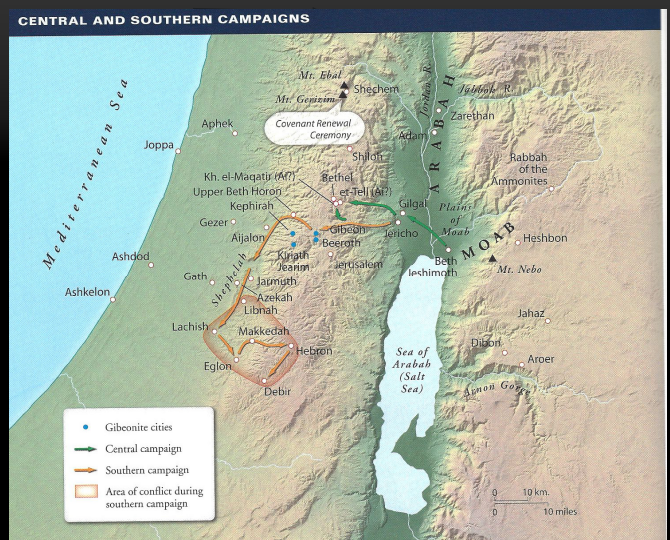 CENTRAL AND SOUTHERN CAMPAIGNS
Mediterranean Sea
Mt. Ebal
Shechem
Mt. Gerizim
Covenant Renewal
Ceremony
Jordan R.
Jabbok R.
ARABAH
Zarethan
Adam
Aphek
Joppa
Shiloh
Rabbah
of the
Ammonites
Kh. el-Maqatir (Ai?)
Bethel
et-Tell (Ai?)
Upper Beth Horon
Kephirah
Gilgal
Plains
of
Moab
Gezer
Gibeon
Jericho
Aijalon
Beeroth
MOAB
Heshbon
Kiriath
Jearim
Jerusalem
Beth
Jeshimoth
Mt. Nebo
Ashdod
Shephelah
Gath
Jarmuth
Ashkelon
Azekah
Libnah
Jahaz
Lachish
Makkedah
Hebron
Dibon
Aroer
Eglon
Debir
Sea of
Arabah
(Salt
Sea)
Arnon Gorge
Gibeonite cities
Central campaign
Southern campaign
Area of conflict during
southern campaign
0 10 km.
0 10 miles